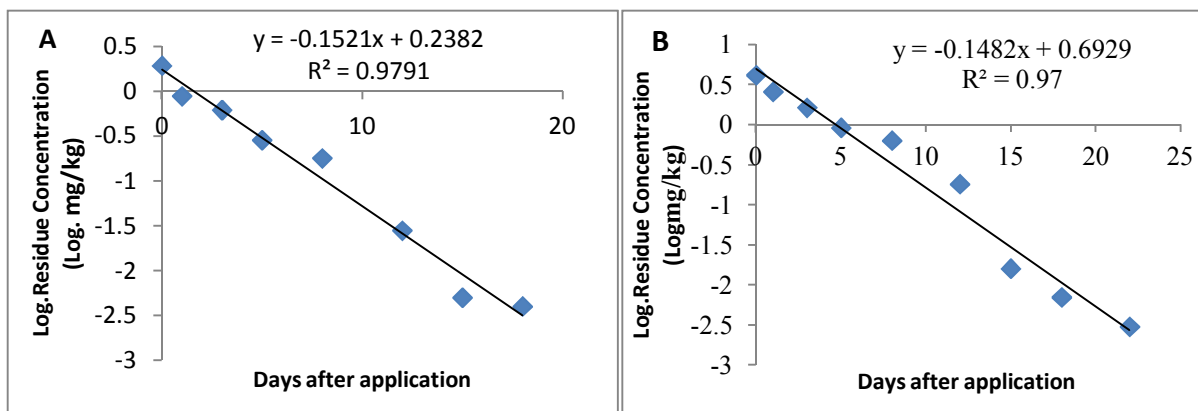 A
y = -0.1521x + 0.2382
R² = 0.9791
0.5
0
-0.5
-1
-1.5
-2
-2.5
-3
0
10
20
Log.Residue Concentration
(Log. mg/kg)
Days after application
B
y = -0.1482x + 0.6929
R² = 0.97
1
0.5
0
-0.5
-1
-1.5
-2
-2.5
-3
0
5
10
15
20
25
Log.Residue Concentration
(Logmg/kg)
Days after application